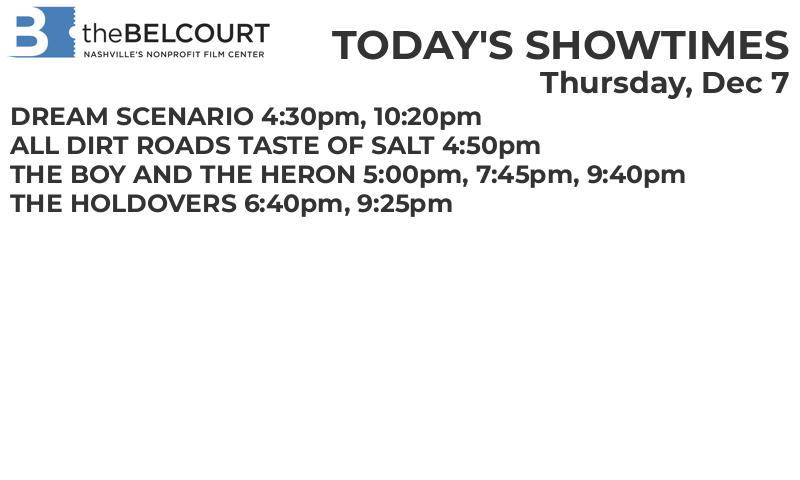 B theBELCOURT
NASHVILLE'S NONPROFIT FILM CENTER
TODAY'S SHOWTIMES
Thursday, Dec 7
DREAM SCENARIO 4:30pm, 10:20pm
ALL DIRT ROADS TASTE OF SALT 4:50pm
THE BOY AND THE HERON 5:00pm, 7:45pm, 9:40pm
THE HOLDOVERS 6:40pm, 9:25pm